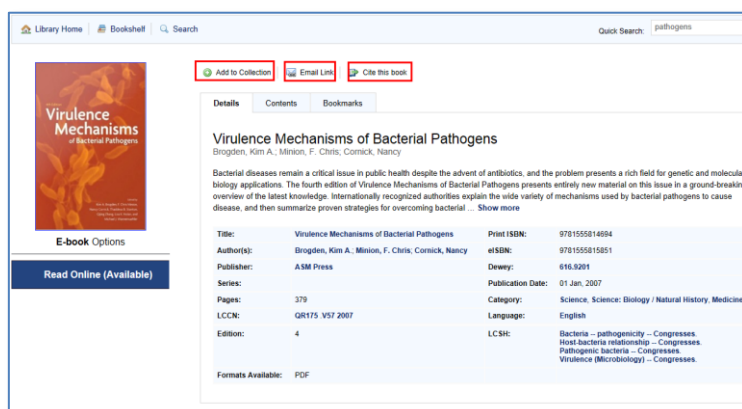 Library Home Bookshelf Search Quick Search: pathogens
Add to Collection Email Link Cite this book
Virulence
Mechanisms
of Bacterial Pathogens
Details Contents Bookmarks
Virulence Mechanisms of Bacterial Pathogens
Brogden, Kim A.; Minion, F. Chris; Cornick, Nancy
Bacterial diseases remain a critical issue in public health despite the advent of antibiotics, and the problem presents a rich field for genetic and molecula
biology applications. The fourth edition of Virulence Mechanisms of Bacterial Pathogens presents entirely new material on this issue in a ground-breakin
overview of the latest knowledge. Internationally recognized authorities explain the wide variety of mechanisms used by bacterial pathogens to cause
disease, and then summarize proven strategies for overcoming bacterial ... Show more
E-book Options
Read Online (Available)
Title: Virulence Mechanisms of Bacterial Pathogens Print ISBN: 9781555814694
Author(s): Brogden, Kim A.; Minion, F. Chris; Cornick, Nancy eISBN: 9781555815851
Publisher: ASM Press Dewey: 616.9201
Series: Publication Date: 01 Jan, 2007
Pages: 379 Category: Science, Science: Biology / Natural History, Medicine
LCCN: QR175 .V57 2007 Language: English
Edition: 4 LCSH: Bacteria -- pathogenicity -- Congresses.
Host-bacteria relationship -- Congresses.
Pathogenic bacteria -- Congresses.
Virulence (Microbiology) -- Congresses.
Formats Available: PDF